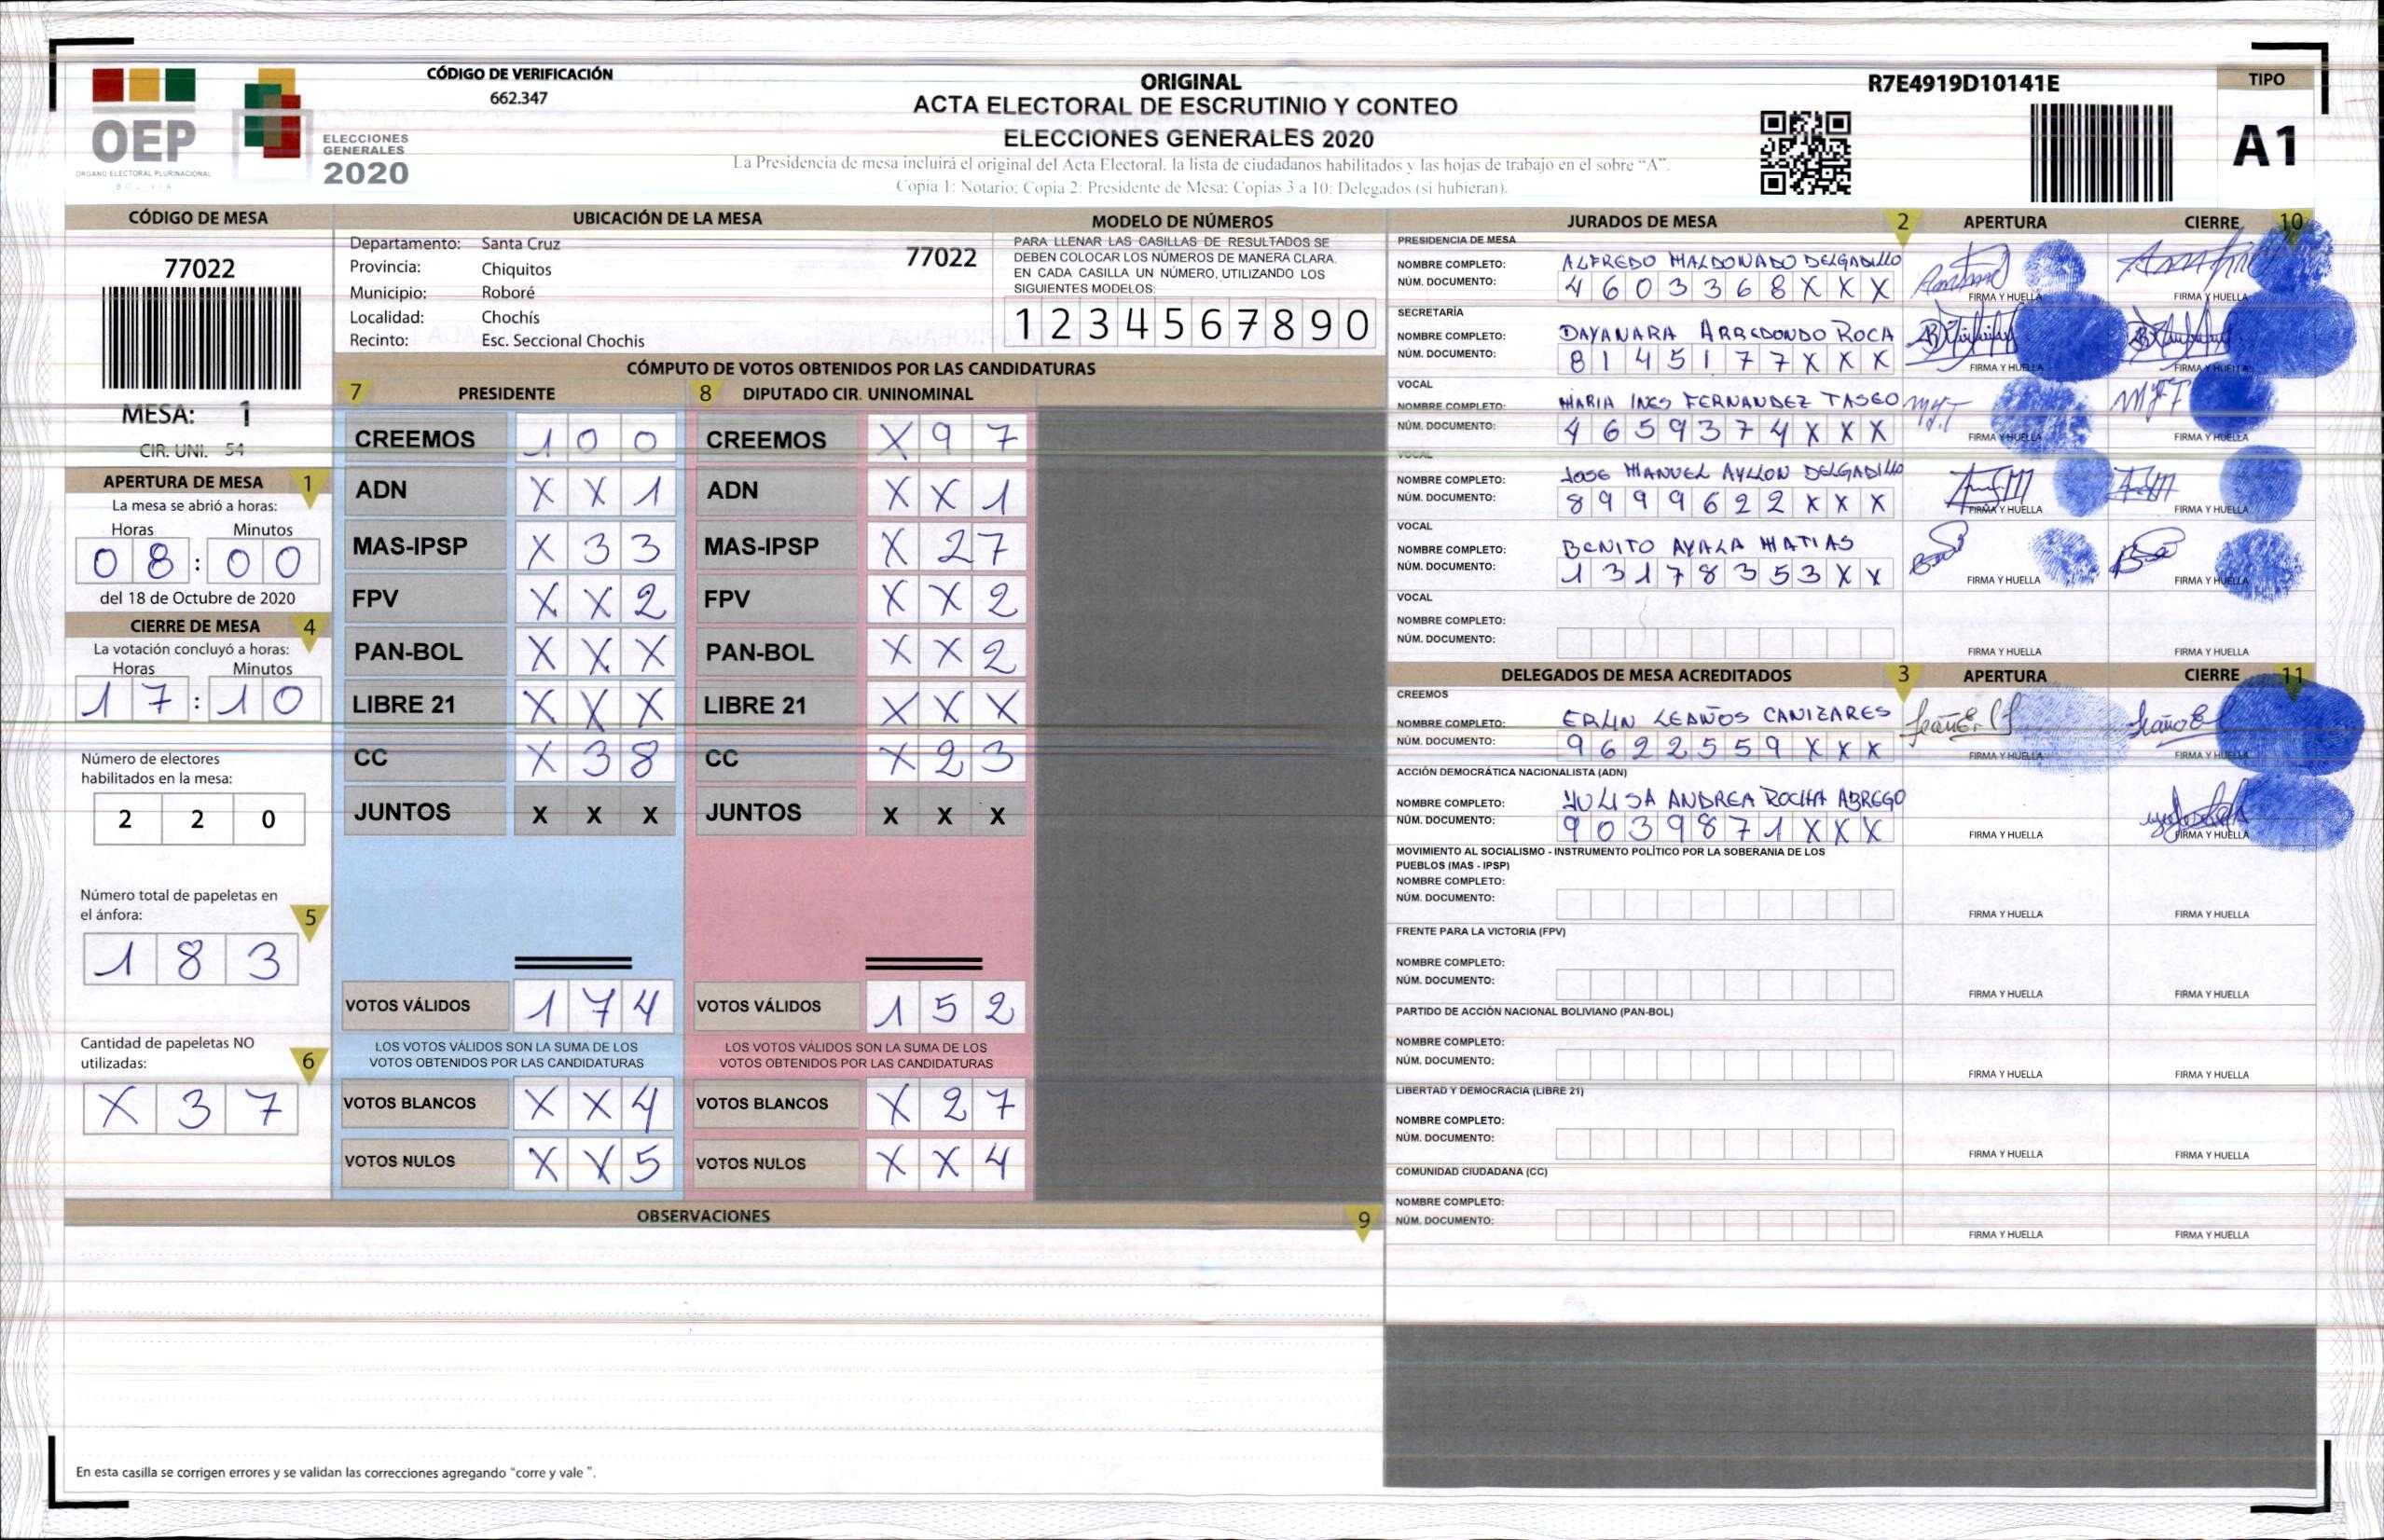 CÓDIGO DE VERIFICACIÓN
662.347
OEP
ÓRGANO ELECTORAL PLURINACIONAL
BOLIVIA
ELECCIONES
GENERALES
2020
ORIGINAL
ACTA ELECTORAL DE ESCRUTINIO Y CONTEO
ELECCIONES GENERALES 2020
La Presidencia de mesa incluirá el original del Acta Electoral, la lista de ciudadanos habilitados y las hojas de trabajo en el sobre “A”.
Copia 1: Notario; Copia 2: Presidente de Mesa; Copias 3 a 10: Delegados (si hubieran).
R7E4919D10141E
TIPO
A1
CÓDIGO DE MESA
77022
MESA: 1
CIR. UNI. 54
APERTURA DE MESA 1
La mesa se abrió a horas:
Horas Minutos
0 8 : 0 0
del 18 de Octubre de 2020
CIERRE DE MESA 4
La votación concluyó a horas:
Horas Minutos
1 7 : 1 0
Número de electores
habilitados en la mesa:
2 2 0
Número total de papeletas en
el ánfora: 5
1 8 3
Cantidad de papeletas NO
utilizadas: 6
X 3 7
UBICACIÓN DE LA MESA
Departamento: Santa Cruz
77022
Provincia: Chiquitos
Municipio: Roboré
Localidad: Chochís
Recinto: Esc. Seccional Chochis
MODELO DE NÚMEROS
PARA LLENAR LAS CASILLAS DE RESULTADOS SE
DEBEN COLOCAR LOS NÚMEROS DE MANERA CLARA.
EN CADA CASILLA UN NÚMERO, UTILIZANDO LOS
SIGUIENTES MODELOS:
1 2 3 4 5 6 7 8 9 0
CÓMPUTO DE VOTOS OBTENIDOS POR LAS CANDIDATURAS
7 PRESIDENTE 8 DIPUTADO CIR. UNINOMINAL
CREEMOS 1 0 0 CREEMOS X 9 7
ADN X X 1 ADN X X 1
MAS-IPSP X 3 3 MAS-IPSP X 2 7
FPV X X 2 FPV X X 2
PAN-BOL X X X PAN-BOL X X 2
LIBRE 21 X X X LIBRE 21 X X X
CC X 3 8 CC X 2 3
JUNTOS X X X JUNTOS X X X
VOTOS VÁLIDOS 1 7 4 VOTOS VÁLIDOS 1 5 2
LOS VOTOS VÁLIDOS SON LA SUMA DE LOS LOS VOTOS VÁLIDOS SON LA SUMA DE LOS
VOTOS OBTENIDOS POR LAS CANDIDATURAS VOTOS OBTENIDOS POR LAS CANDIDATURAS
VOTOS BLANCOS X X 4 VOTOS BLANCOS X 2 7
VOTOS NULOS X X 5 VOTOS NULOS X X 4
OBSERVACIONES 9
En esta casilla se corrigen errores y se validan las correcciones agregando “corre y vale ”.
JURADOS DE MESA 2 APERTURA CIERRE 10
PRESIDENCIA DE MESA
NOMBRE COMPLETO: ALFREDO MALDONADO DELGADILLO
NÚM. DOCUMENTO: 4 6 0 3 3 6 8 X X X
FIRMA Y HUELLA FIRMA Y HUELLA
SECRETARÍA
NOMBRE COMPLETO: DAYANARA ARREDONDO ROCA
NÚM. DOCUMENTO: 8 1 4 5 1 7 7 X X X
FIRMA Y HUELLA FIRMA Y HUELLA
VOCAL
NOMBRE COMPLETO: MARIA INES FERNANDEZ TASEO
NÚM. DOCUMENTO: 4 6 5 9 3 7 4 X X X
FIRMA Y HUELLA FIRMA Y HUELLA
VOCAL
NOMBRE COMPLETO: JOSE MANUEL AYLLON DELGADILLO
NÚM. DOCUMENTO: 8 9 9 9 6 2 2 X X X
FIRMA Y HUELLA FIRMA Y HUELLA
VOCAL
NOMBRE COMPLETO: BENITO AYALA MATIAS
NÚM. DOCUMENTO: 1 3 1 7 8 3 5 3 X X
FIRMA Y HUELLA FIRMA Y HUELLA
VOCAL
NOMBRE COMPLETO:
NÚM. DOCUMENTO:
FIRMA Y HUELLA FIRMA Y HUELLA
DELEGADOS DE MESA ACREDITADOS 3 APERTURA CIERRE 11
CREEMOS
NOMBRE COMPLETO: ERLIN LEAÑOS CANIZARES
NÚM. DOCUMENTO: 9 6 2 2 5 5 9 X X X
FIRMA Y HUELLA FIRMA Y HUELLA
ACCIÓN DEMOCRÁTICA NACIONALISTA (ADN)
NOMBRE COMPLETO: YULISA ANDREA ROCHA ABREGO
NÚM. DOCUMENTO: 9 0 3 9 8 7 1 X X X
FIRMA Y HUELLA FIRMA Y HUELLA
MOVIMIENTO AL SOCIALISMO - INSTRUMENTO POLÍTICO POR LA SOBERANIA DE LOS
PUEBLOS (MAS - IPSP)
NOMBRE COMPLETO:
NÚM. DOCUMENTO:
FIRMA Y HUELLA FIRMA Y HUELLA
FRENTE PARA LA VICTORIA (FPV)
NOMBRE COMPLETO:
NÚM. DOCUMENTO:
FIRMA Y HUELLA FIRMA Y HUELLA
PARTIDO DE ACCIÓN NACIONAL BOLIVIANO (PAN-BOL)
NOMBRE COMPLETO:
NÚM. DOCUMENTO:
FIRMA Y HUELLA FIRMA Y HUELLA
LIBERTAD Y DEMOCRACIA (LIBRE 21)
NOMBRE COMPLETO:
NÚM. DOCUMENTO:
FIRMA Y HUELLA FIRMA Y HUELLA
COMUNIDAD CIUDADANA (CC)
NOMBRE COMPLETO:
NÚM. DOCUMENTO:
FIRMA Y HUELLA FIRMA Y HUELLA